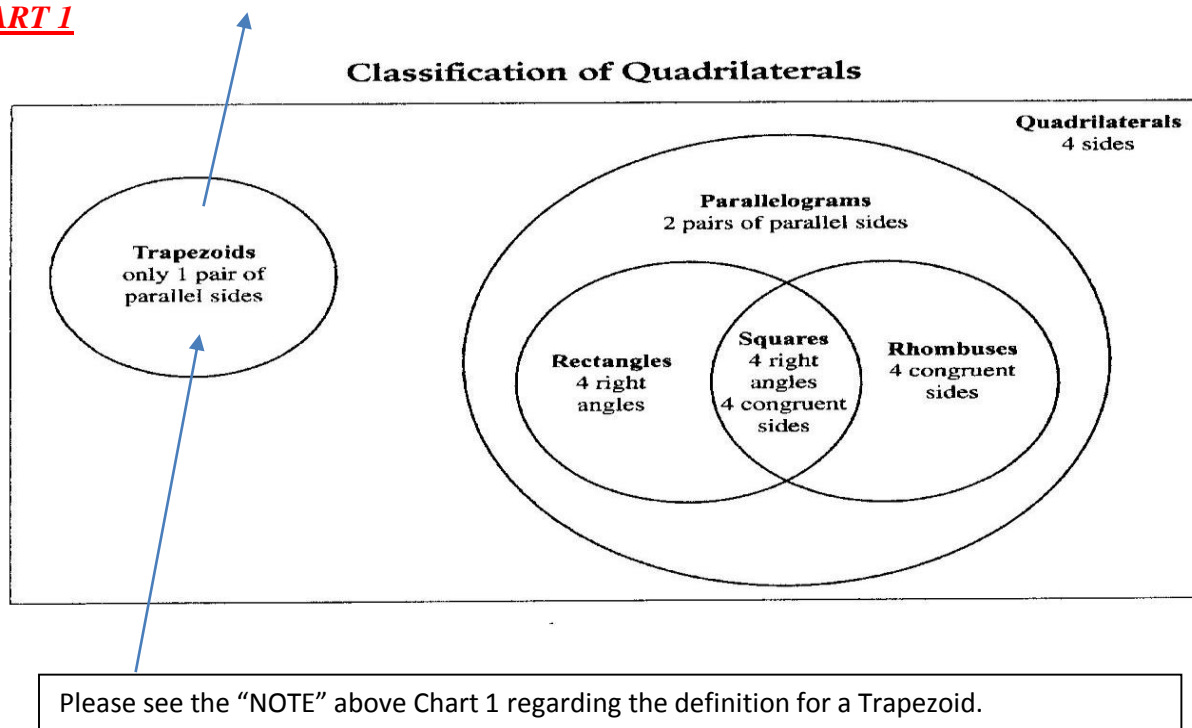 ART 1
Classification of Quadrilaterals
Quadrilaterals
4 sides
Parallelograms
2 pairs of parallel sides
Trapezoids
only 1 pair of
parallel sides
Rectangles
4 right
angles
Squares
4 right
angles
4 congruent
sides
Rhombuses
4 congruent
sides
Please see the “NOTE” above Chart 1 regarding the definition for a Trapezoid.